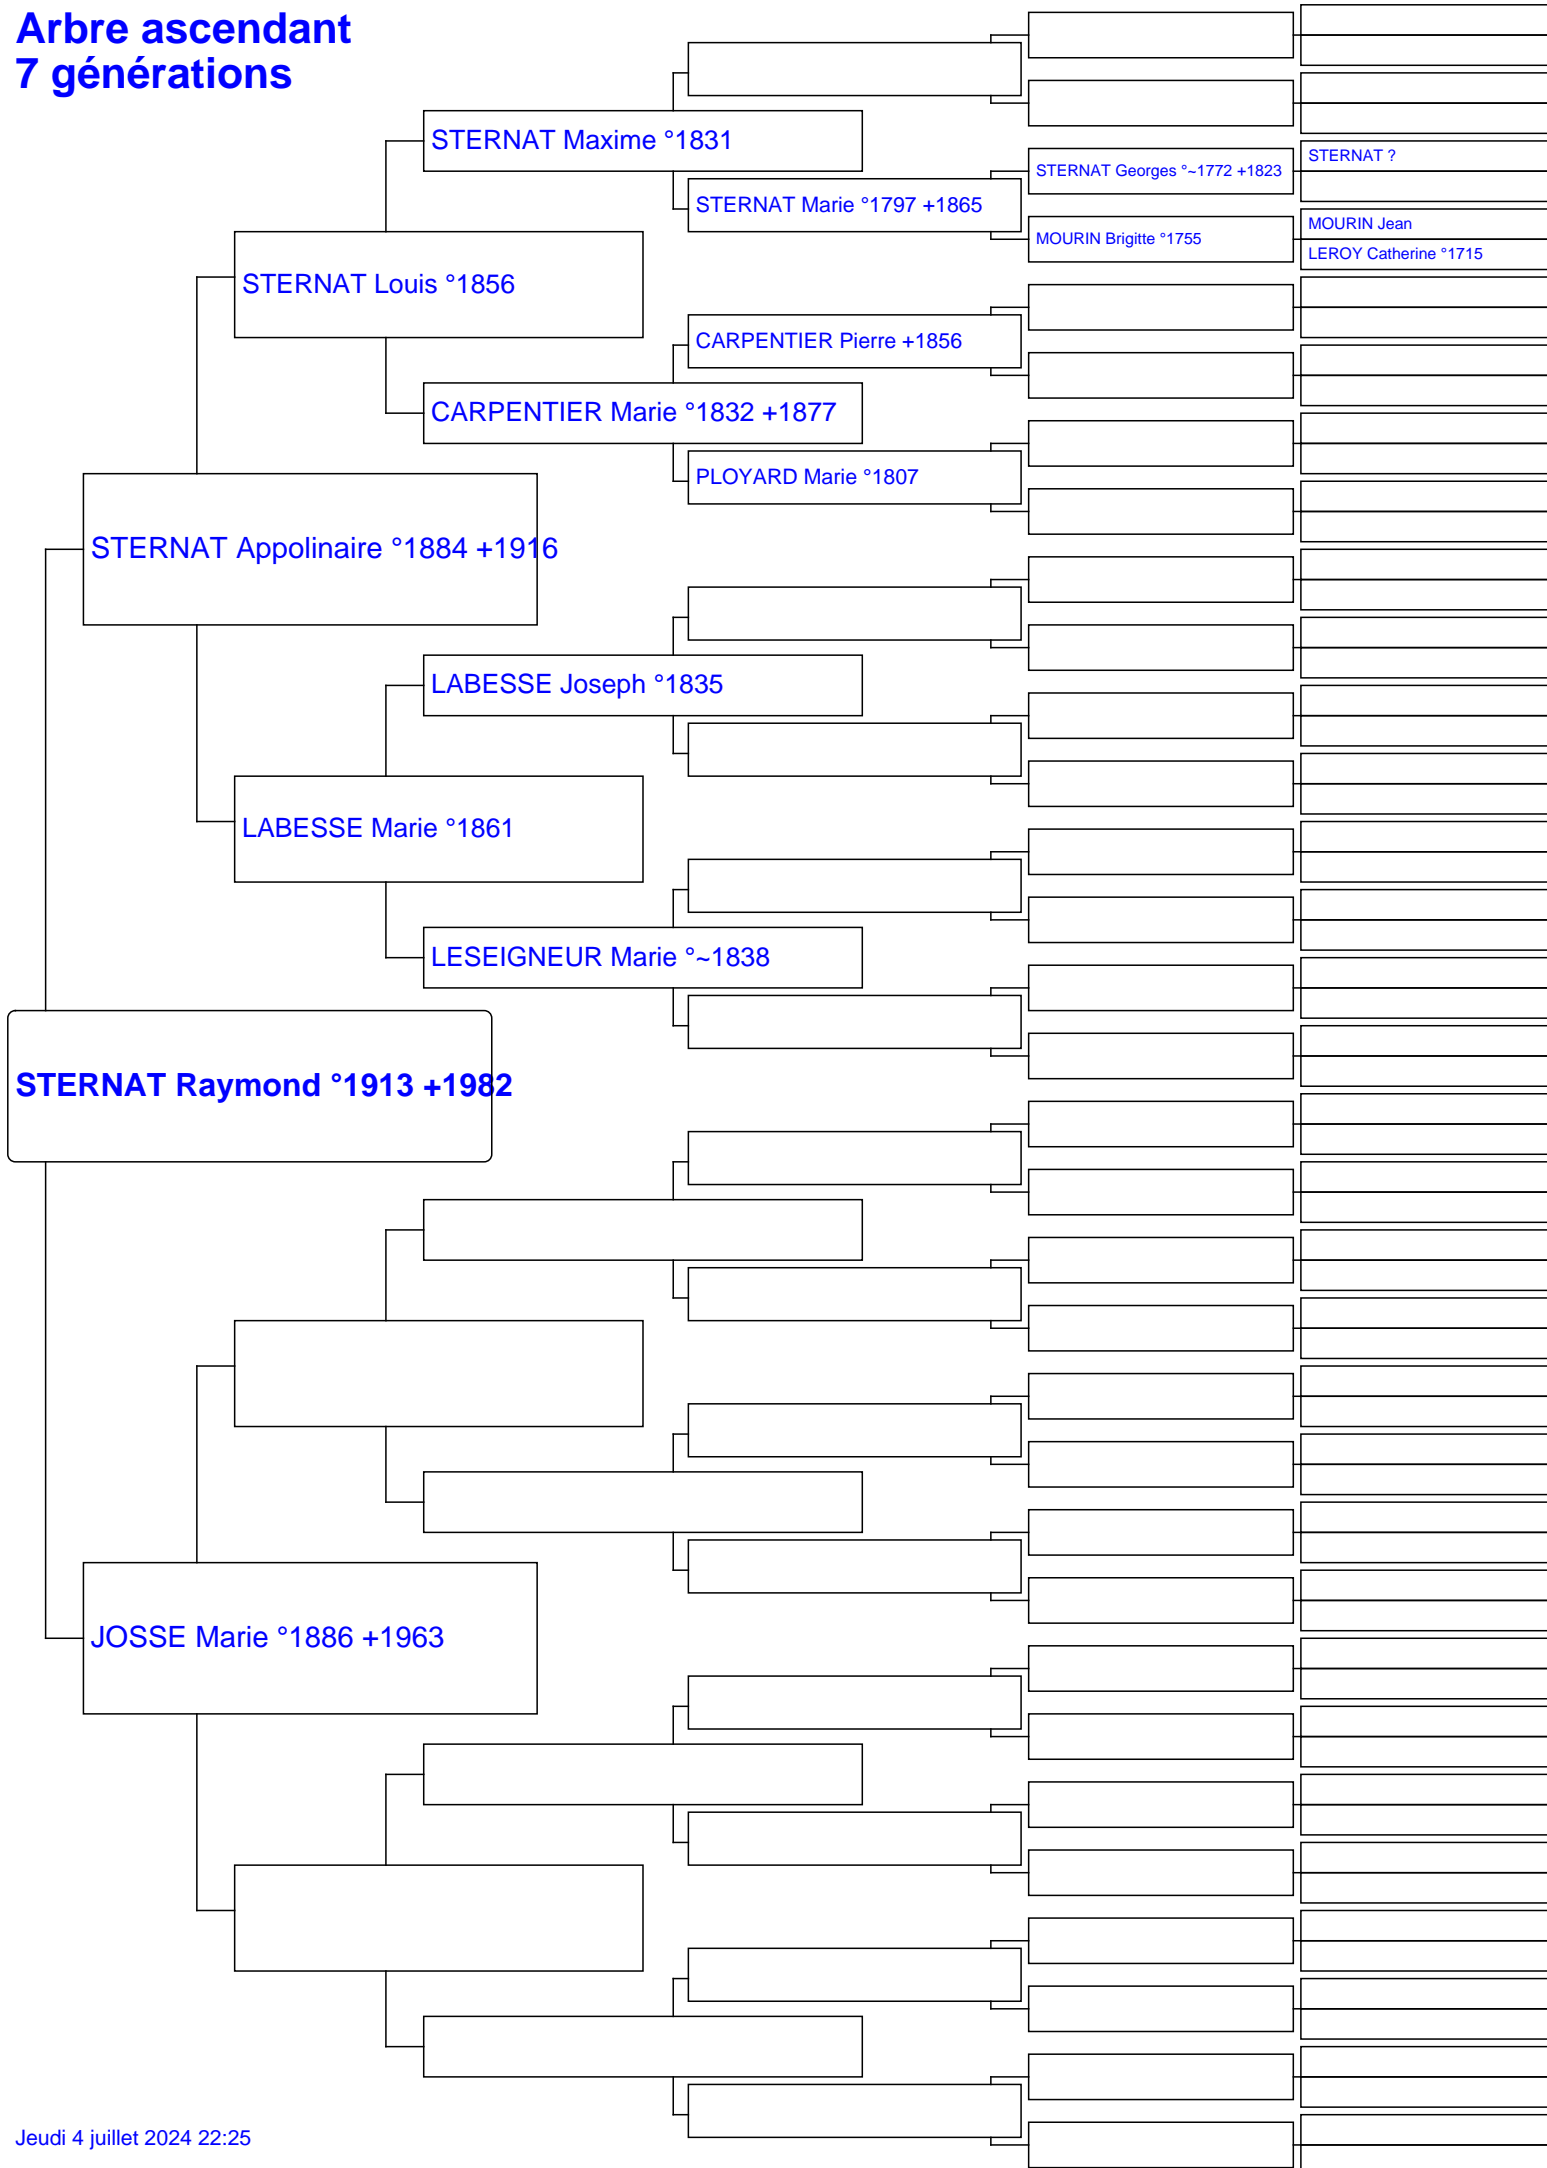 Arbre ascendant
7 générations
STERNAT Maxime °1831
STERNAT Georges °~1772 +1823
STERNAT ?
STERNAT Marie °1797 +1865
MOURIN Brigitte °1755
MOURIN Jean
LEROY Catherine °1715
STERNAT Louis °1856
CARPENTIER Pierre +1856
CARPENTIER Marie °1832 +1877
PLOYARD Marie °1807
STERNAT Appolinaire °1884 +1916
LABESSE Joseph °1835
LABESSE Marie °1861
LESEIGNEUR Marie °~1838
STERNAT Raymond °1913 +1982
JOSSE Marie °1886 +1963
Jeudi 4 juillet 2024 22:25